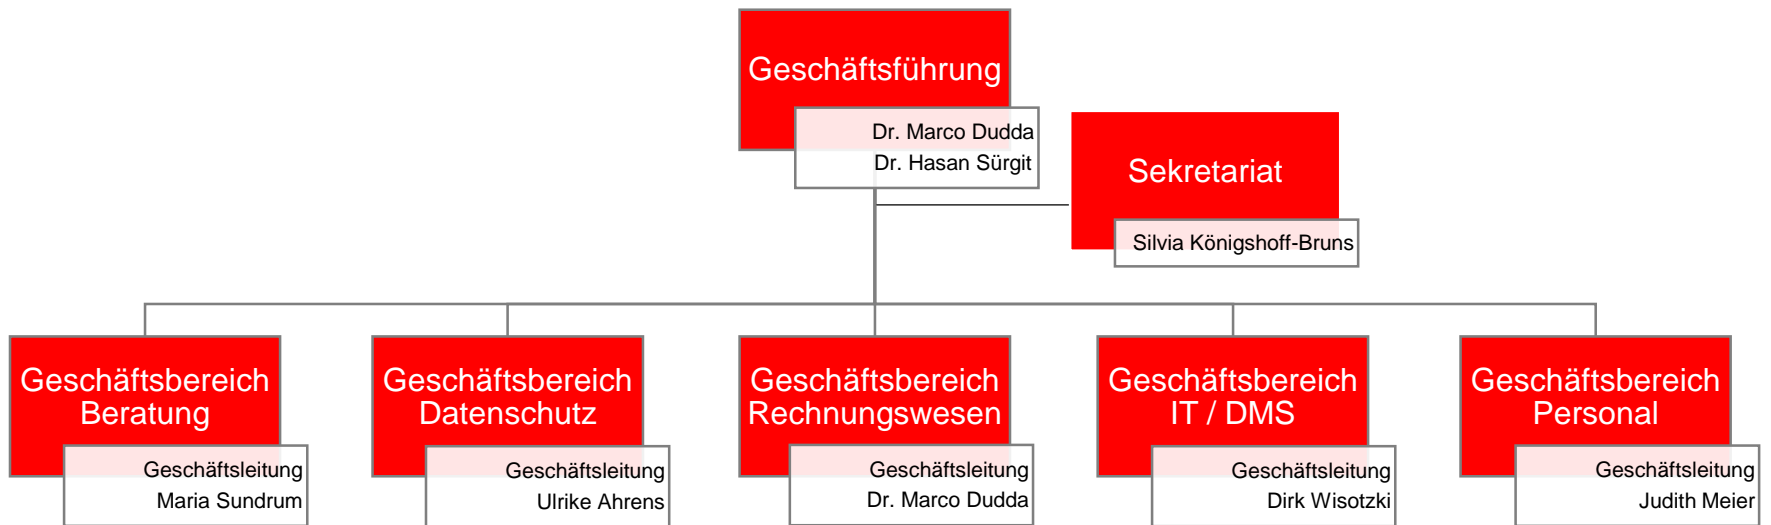 Geschäftsführung
Dr. Marco Dudda
Dr. Hasan Sürgit
Sekretariat
Silvia Königshoff-Bruns
Geschäftsbereich
Beratung
Geschäftsleitung
Maria Sundrum
Geschäftsbereich
Datenschutz
Geschäftsleitung
Ulrike Ahrens
Geschäftsbereich
Rechnungswesen
Geschäftsleitung
Dr. Marco Dudda
Geschäftsbereich
IT / DMS
Geschäftsleitung
Dirk Wisotzki
Geschäftsbereich
Personal
Geschäftsleitung
Judith Meier